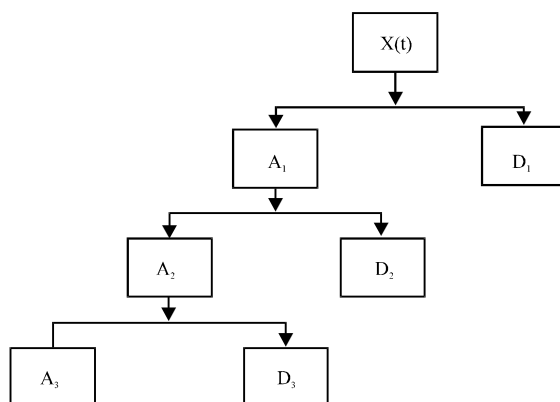 X(t)
A₁
D₁
A₂
D₂
A₃
D₃